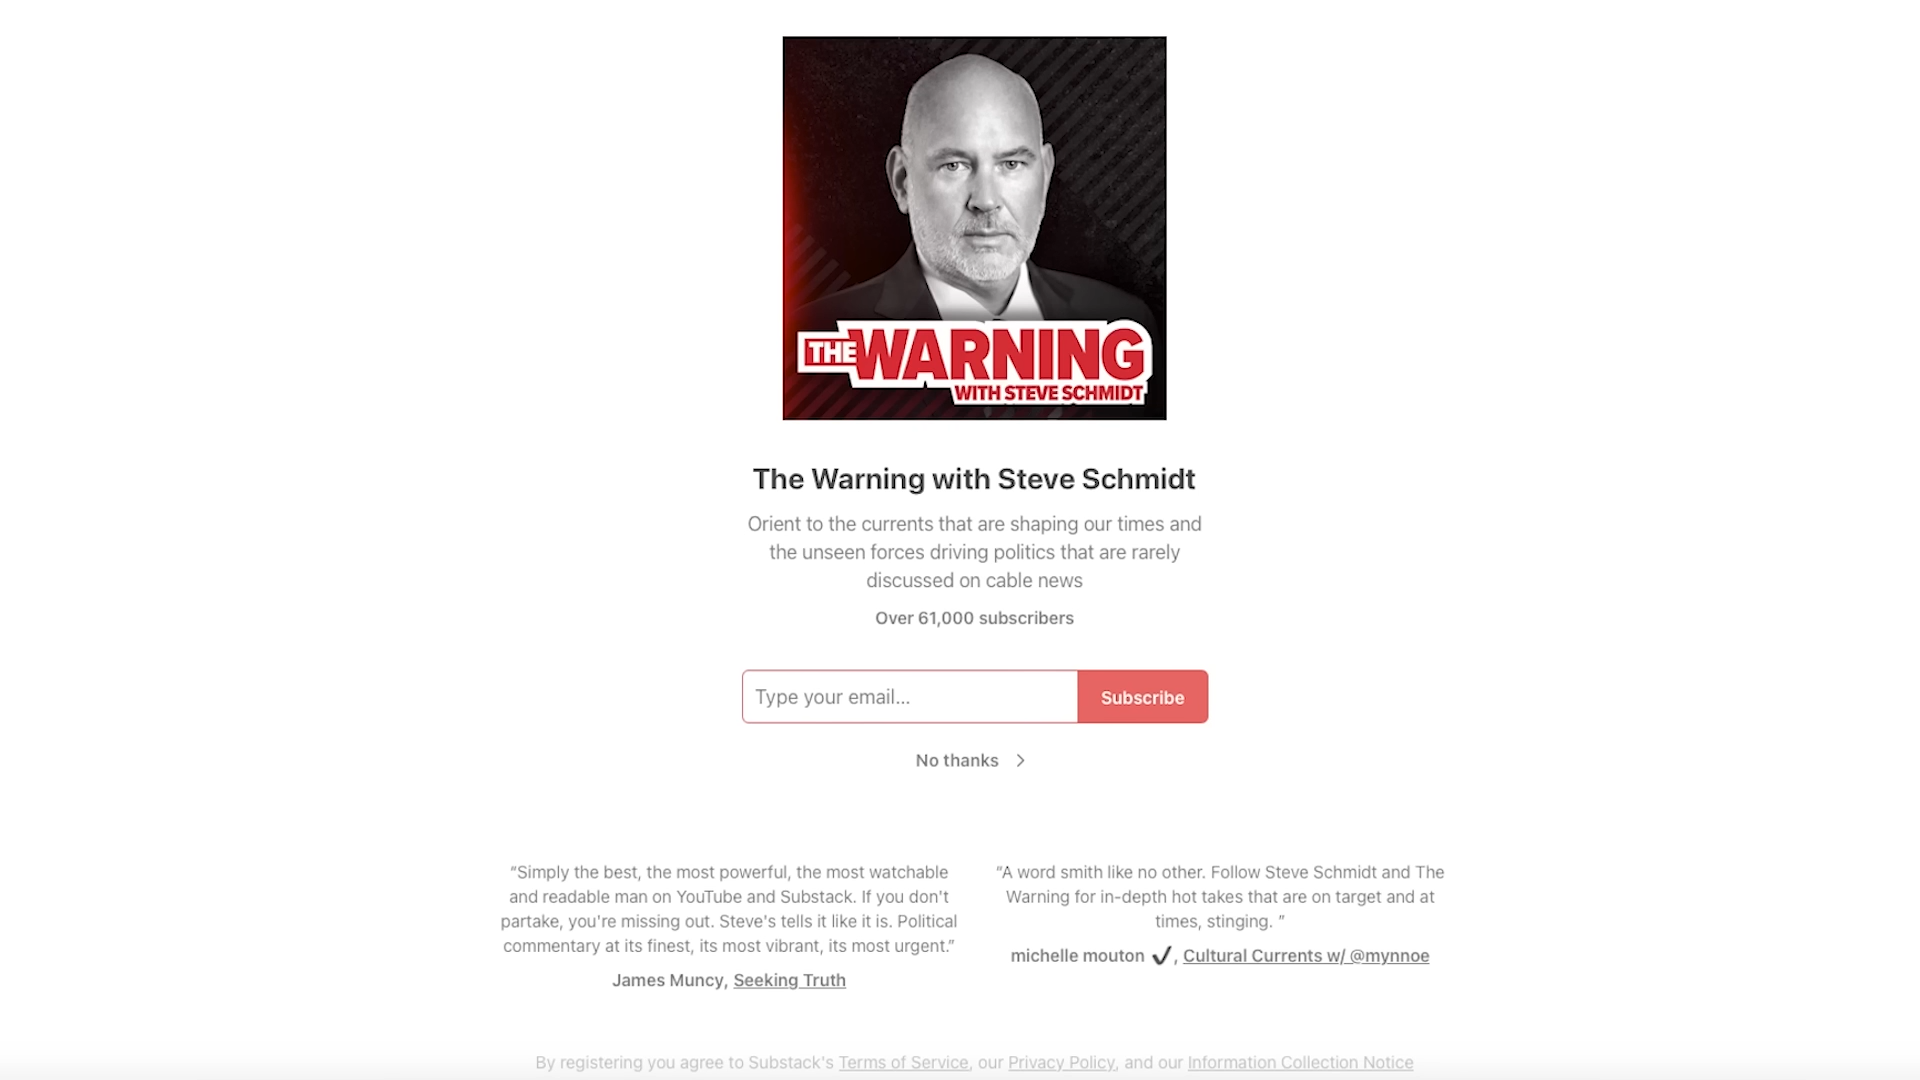 THE WARNING
WITH STEVE SCHMIDT
The Warning with Steve Schmidt
Orient to the currents that are shaping our times and
the unseen forces driving politics that are rarely
discussed on cable news
Over 61,000 subscribers
Type your email...
Subscribe
No thanks
“Simply the best, the most powerful, the most watchable
and readable man on YouTube and Substack. If you don't
partake, you're missing out. Steve's tells it like it is. Political
commentary at its finest, its most vibrant, its most urgent.”
James Muncy, Seeking Truth
“A word smith like no other. Follow Steve Schmidt and The
Warning for in-depth hot takes that are on target and at
times, stinging. ”
michelle mouton ✔, Cultural Currents w/ @mynnoe
By registering you agree to Substack's Terms of Service, our Privacy Policy, and our Information Collection Notice